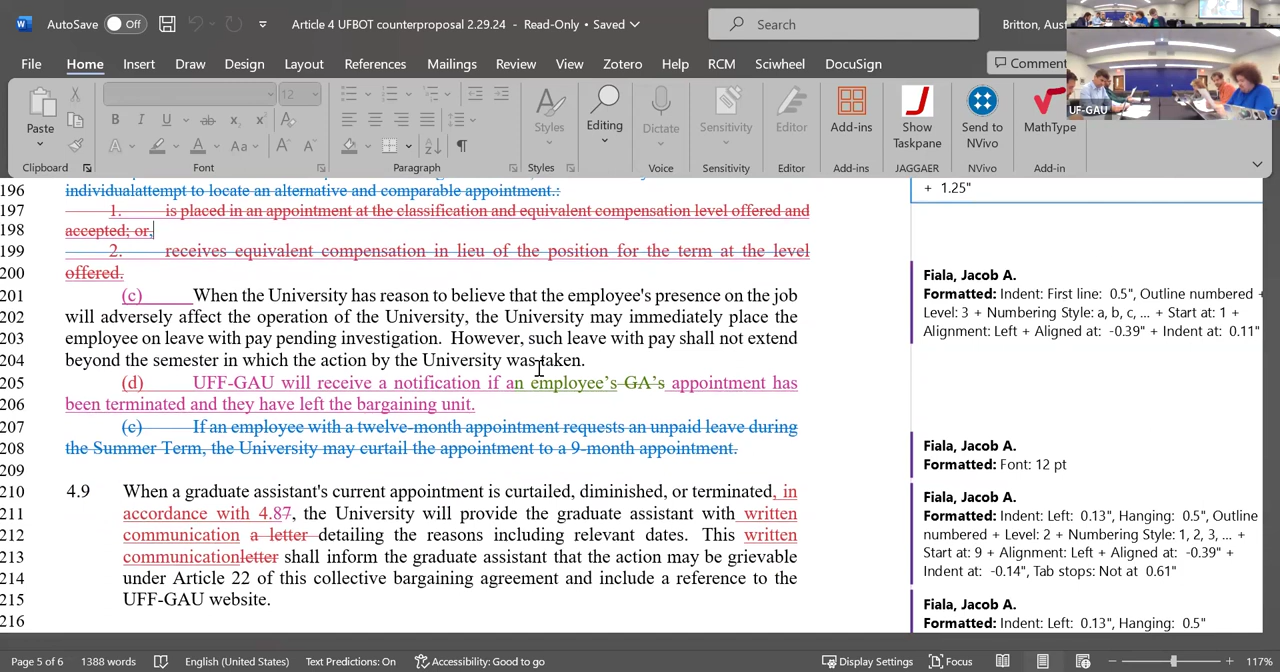 AutoSave Off Article 4 UFBOT counterproposal 2.29.24 - Read-Only • Saved Search Britton, Aust
File Home Insert Draw Design Layout References Mailings Review View Zotero Help RCM Sciwheel DocuSign Comment
Paste 12 B I U ab x₂ x² A Aa A A Styles Editing Dictate Sensitivity Editor Add-ins Show Taskpane Send to NVivo MathType UF-GAU
Clipboard Font Paragraph Styles Voice Sensitivity Editor Add-ins JAGGAER NVivo Add-in
196 individualattempt to locate an alternative and comparable appointment.:
197 1. is placed in an appointment at the classification and equivalent compensation level offered and
198 accepted; or,
199 2. receives equivalent compensation in lieu of the position for the term at the level
200 offered.
201 (c) When the University has reason to believe that the employee's presence on the job
202 will adversely affect the operation of the University, the University may immediately place the
203 employee on leave with pay pending investigation. However, such leave with pay shall not extend
204 beyond the semester in which the action by the University was taken.
205 (d) UFF-GAU will receive a notification if an employee's GA's appointment has
206 been terminated and they have left the bargaining unit.
207 (c) If an employee with a twelve-month appointment requests an unpaid leave during
208 the Summer Term, the University may curtail the appointment to a 9-month appointment.
209
210 4.9 When a graduate assistant's current appointment is curtailed, diminished, or terminated, in
211 accordance with 4.87, the University will provide the graduate assistant with written
212 communication a letter detailing the reasons including relevant dates. This written
213 communicationletter shall inform the graduate assistant that the action may be grievable
214 under Article 22 of this collective bargaining agreement and include a reference to the
215 UFF-GAU website.
216
+ 1.25"
Fiala, Jacob A.
Formatted: Indent: First line: 0.5", Outline numbered +
Level: 3 + Numbering Style: a, b, c, ... + Start at: 1 +
Alignment: Left + Aligned at: -0.39" + Indent at: 0.11"
Fiala, Jacob A.
Formatted: Font: 12 pt
Fiala, Jacob A.
Formatted: Indent: Left: 0.13", Hanging: 0.5", Outline
numbered + Level: 2 + Numbering Style: 1, 2, 3, ... +
Start at: 9 + Alignment: Left + Aligned at: -0.39" +
Indent at: -0.14", Tab stops: Not at 0.61"
Fiala, Jacob A.
Formatted: Indent: Left: 0.13", Hanging: 0.5"
Page 5 of 6 1388 words English (United States) Text Predictions: On Accessibility: Good to go Display Settings Focus 117%